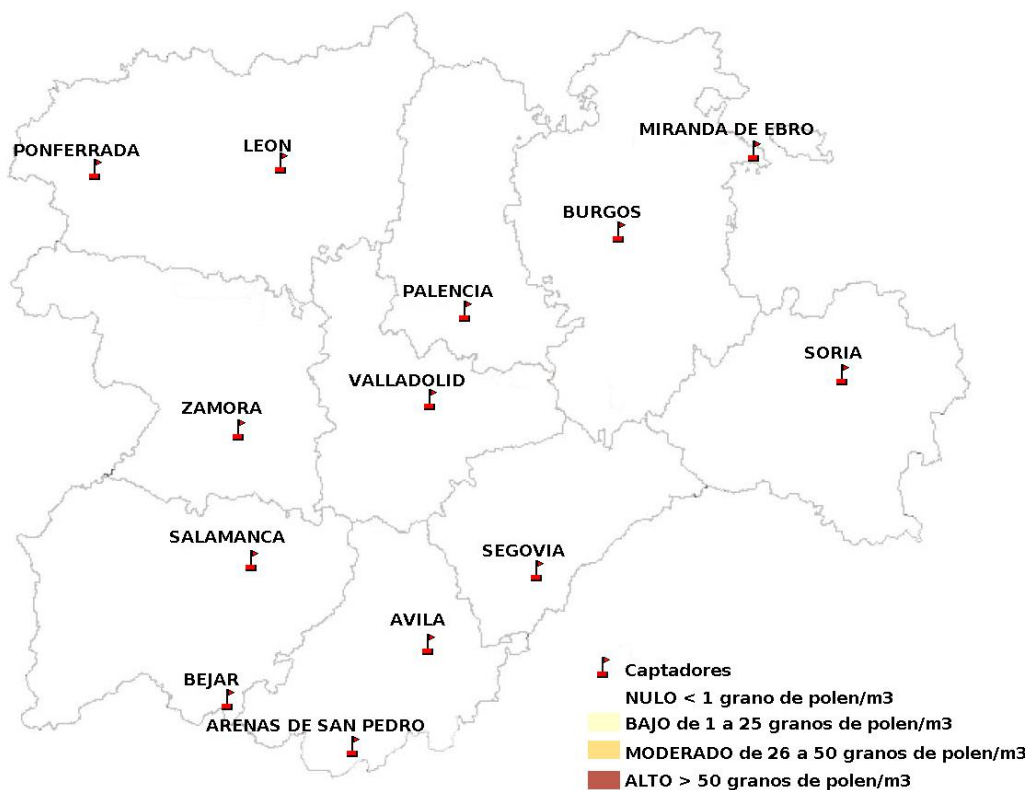 MIRANDA DE EBRO
PONFERRADA
LEON
BURGOS
PALENCIA
SORIA
VALLADOLID
ZAMORA
SALAMANCA
SEGOVIA
AVILA
BEJAR
ARENAS DE SAN PEDRO
Captadores
NULO < 1 grano de polen/m3
BAJO de 1 a 25 granos de polen/m3
MODERADO de 26 a 50 granos de polen/m3
ALTO > 50 granos de polen/m3